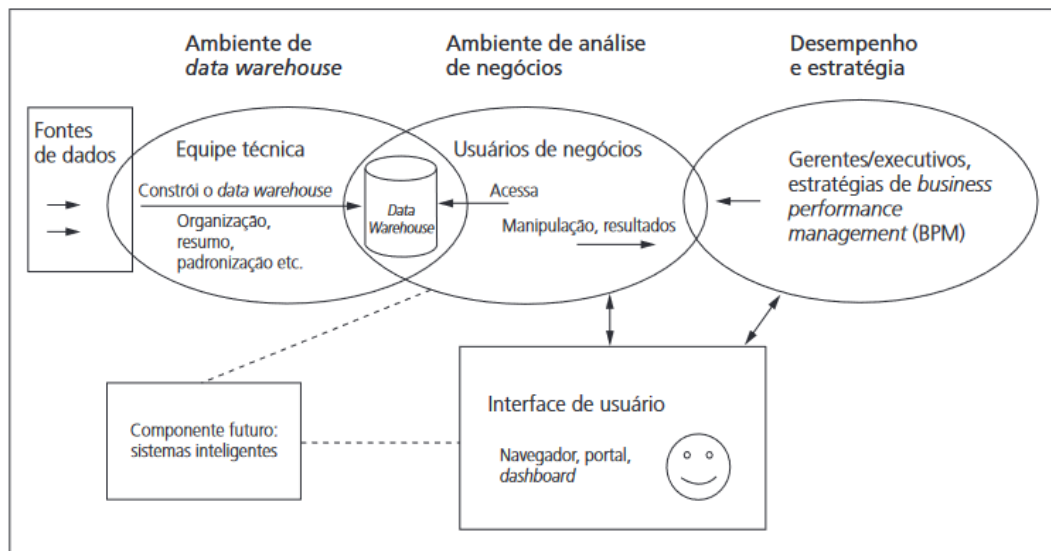 Ambiente de
data warehouse
Ambiente de análise
de negócios
Desempenho
e estratégia
Fontes
de dados
Equipe técnica
Constrói o data warehouse
Organização,
resumo,
padronização etc.
Data
Warehouse
Usuários de negócios
Acessa
Manipulação, resultados
Gerentes/executivos,
estratégias de business
performance
management (BPM)
Componente futuro:
sistemas inteligentes
Interface de usuário
Navegador, portal,
dashboard